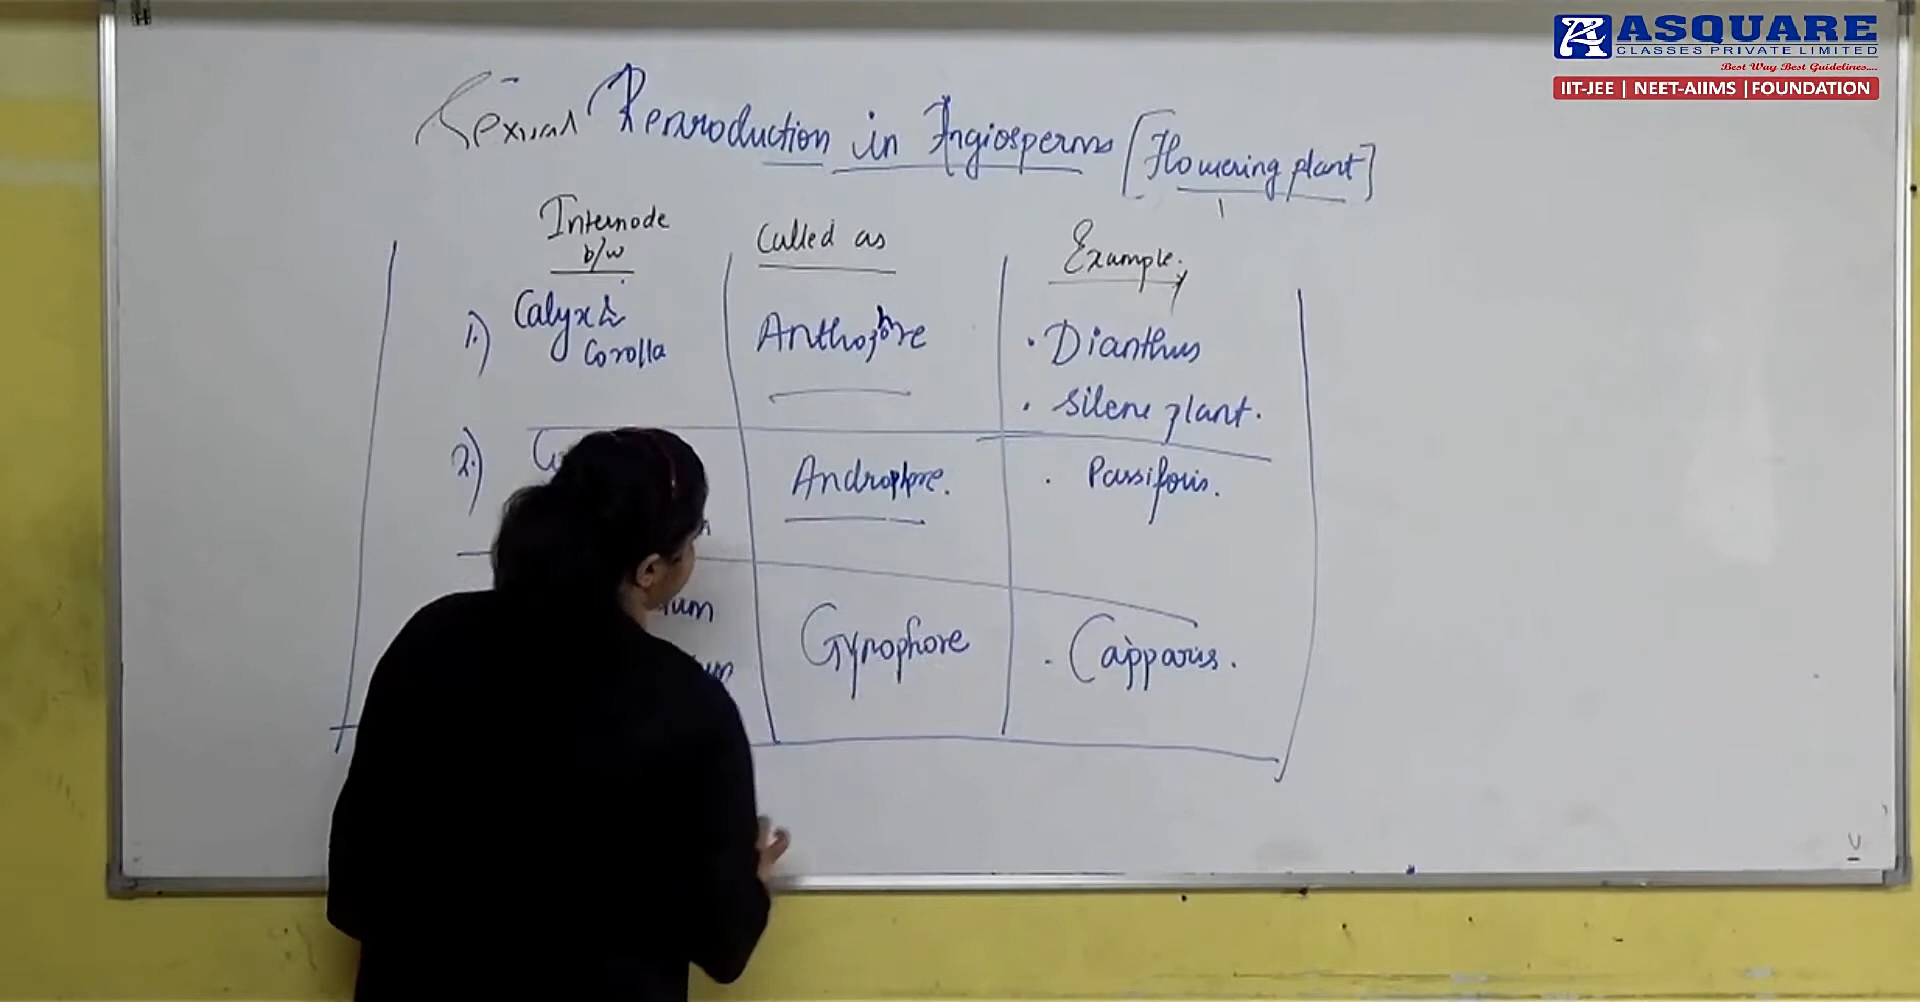 ASQUARE
CLASSES PRIVATE LIMITED
Best Way Best Guidelines....
IIT-JEE | NEET-AIIMS | FOUNDATION
Sexual Reproduction in Angiosperms [Flowering plant]
Internode b/w
Called as
Example
1.) Calyx &
Corolla
Anthophore
• Dianthus
• Silene plant.
2.)
Androphore.
• Passiforis.
Gynophore
• Capparis.